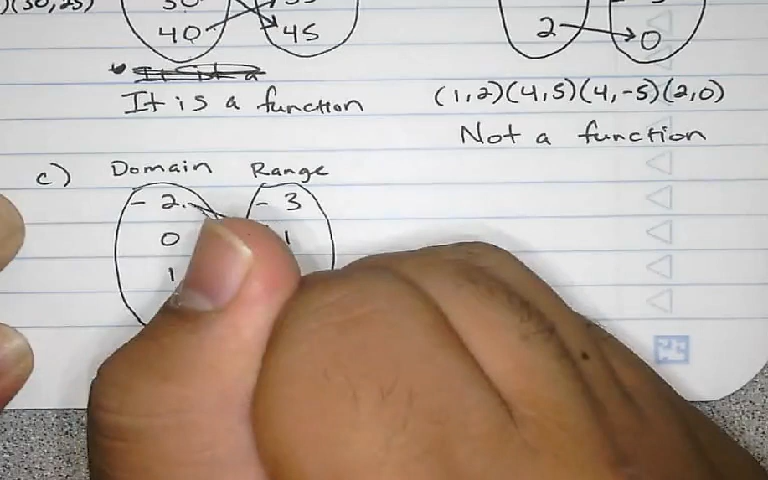 )(30,25)
40 45
2 0
It is a function
(1,2)(4,5)(4,-5)(2,0)
Not a function
c) Domain Range
-2 -3
0 1
1